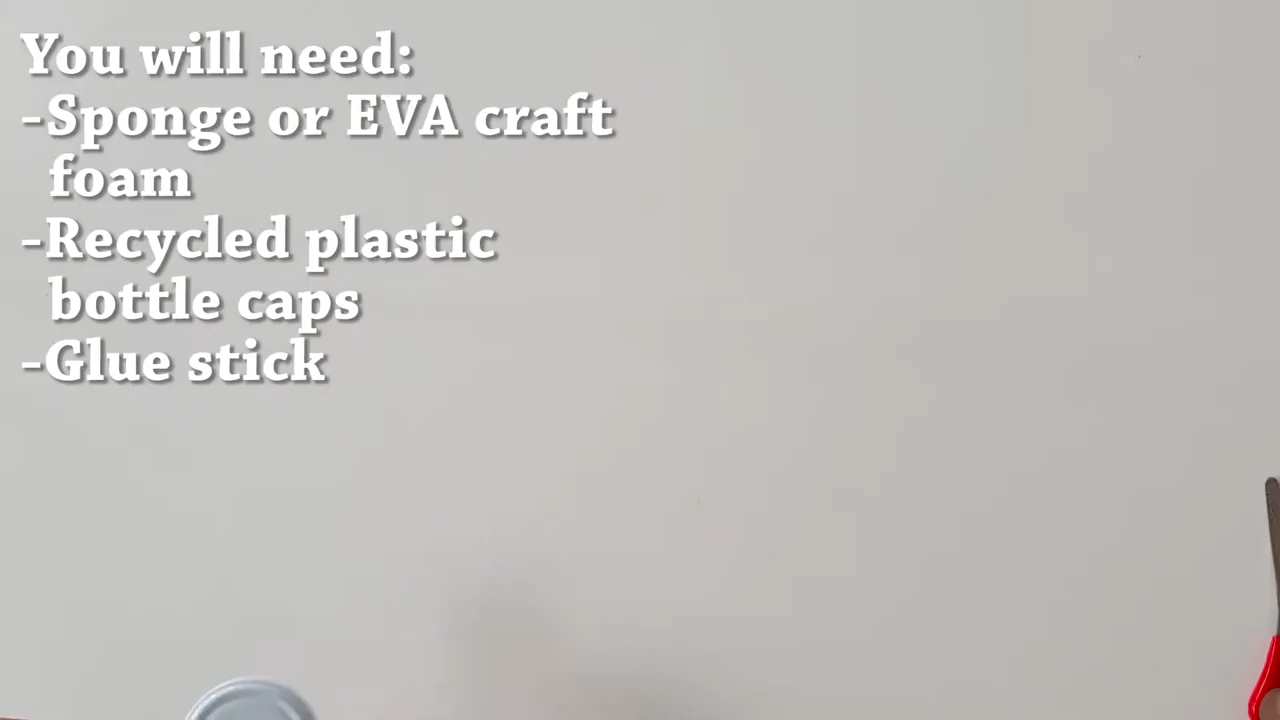 You will need:
-Sponge or EVA craft
foam
-Recycled plastic
bottle caps
-Glue stick